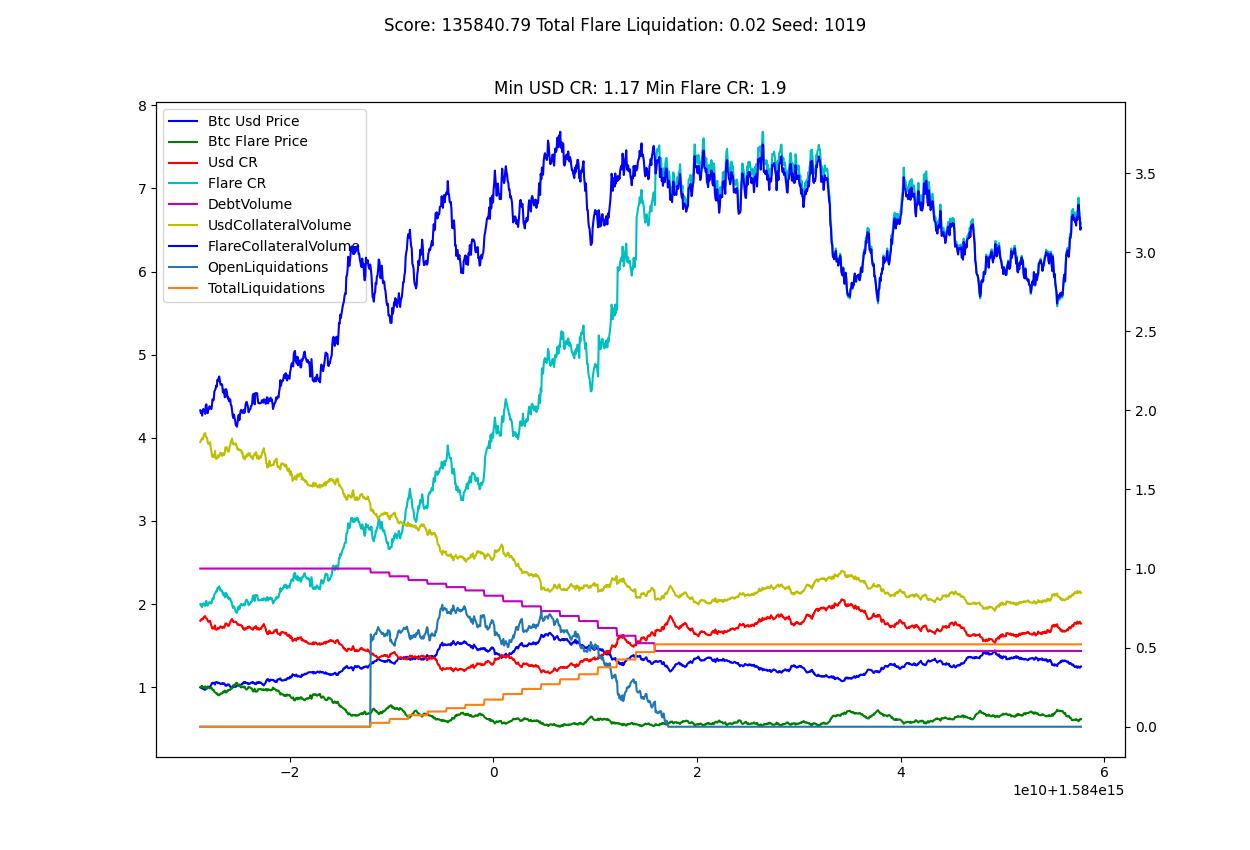 Score: 135840.79 Total Flare Liquidation: 0.02 Seed: 1019
Min USD CR: 1.17 Min Flare CR: 1.9
Btc Usd Price
Btc Flare Price
Usd CR
Flare CR
DebtVolume
UsdCollateralVolume
FlareCollateralVolume
OpenLiquidations
TotalLiquidations
8
7
6
5
4
3
2
1
3.5
3.0
2.5
2.0
1.5
1.0
0.5
0.0
−2
0
2
4
6
1e10+1.584e15